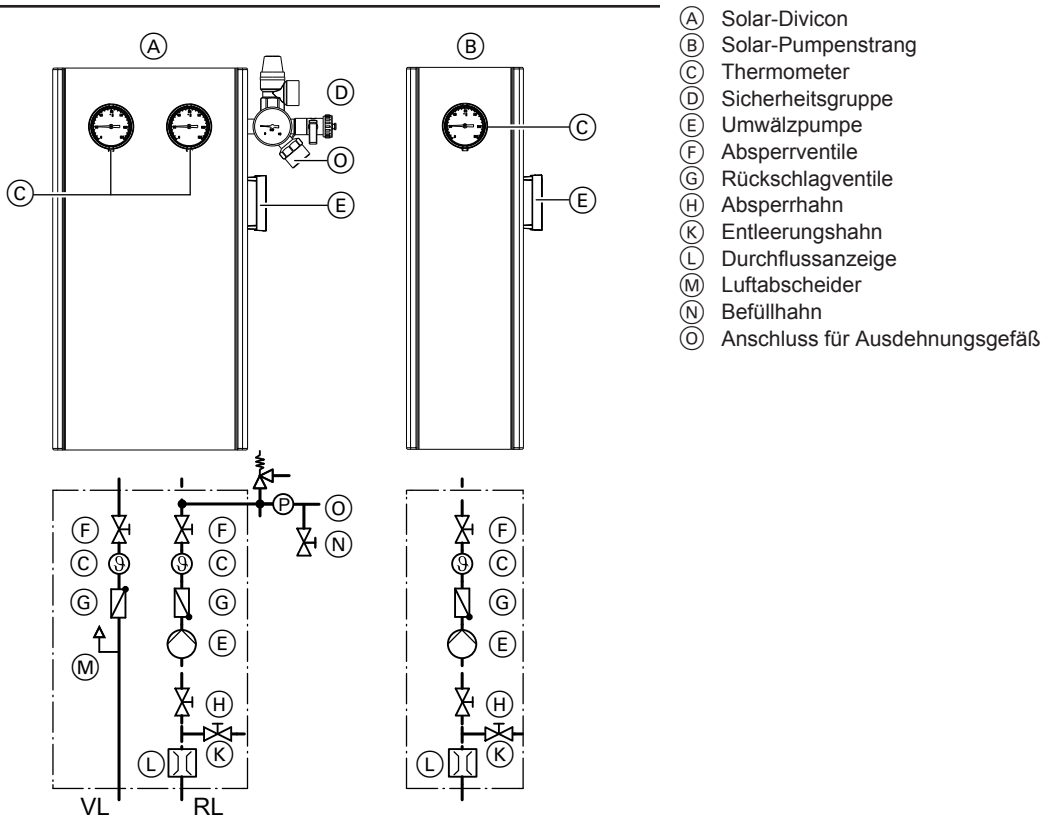 Ⓐ Solar-Divicon
Ⓑ Solar-Pumpenstrang
Ⓒ Thermometer
Ⓓ Sicherheitsgruppe
Ⓔ Umwälzpumpe
Ⓕ Absperrventile
Ⓖ Rückschlagventile
Ⓗ Absperrhahn
Ⓚ Entleerungshahn
Ⓛ Durchflussanzeige
Ⓜ Luftabscheider
Ⓝ Befüllhahn
Ⓞ Anschluss für Ausdehnungsgefäß
Ⓐ Ⓑ
Ⓓ
Ⓒ
Ⓞ
Ⓒ
Ⓔ Ⓔ
P Ⓞ
Ⓕ Ⓕ Ⓝ Ⓕ
Ⓒ ϑ ϑ Ⓒ ϑ Ⓒ
Ⓖ Ⓖ Ⓖ
Ⓔ Ⓔ
Ⓜ
Ⓗ Ⓗ
Ⓚ Ⓚ
Ⓛ Ⓛ
VL RL